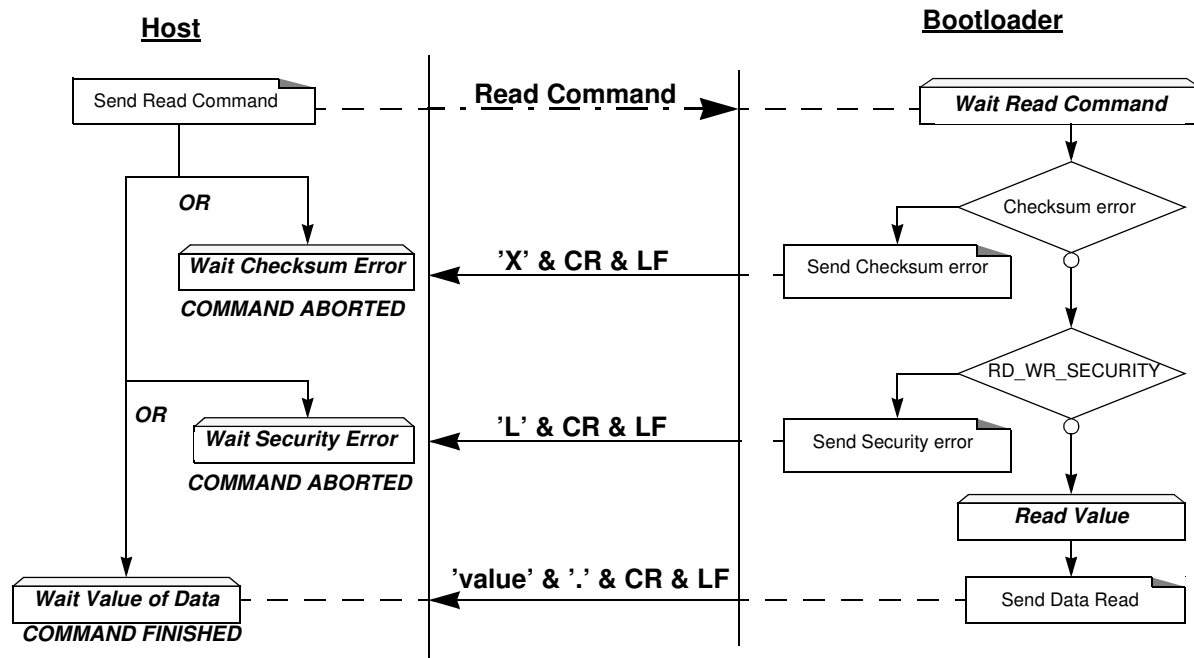 Host
Bootloader
Send Read Command
Read Command
Wait Read Command
OR
Checksum error
Wait Checksum Error
'X' & CR & LF
Send Checksum error
COMMAND ABORTED
RD_WR_SECURITY
OR
Wait Security Error
'L' & CR & LF
Send Security error
COMMAND ABORTED
Read Value
'value' & '.' & CR & LF
Wait Value of Data
Send Data Read
COMMAND FINISHED